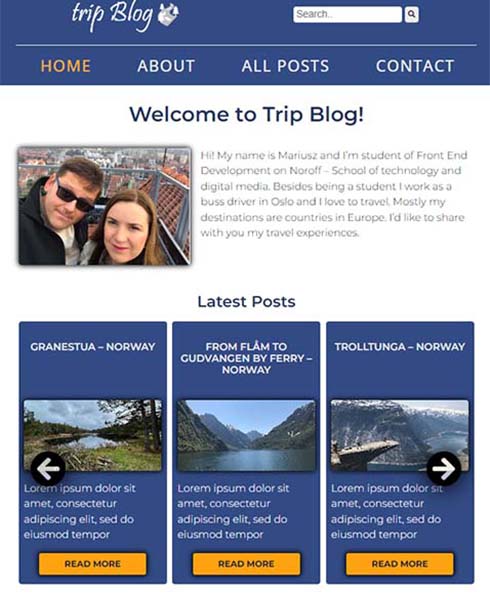 trip Blog
Search..
HOME ABOUT ALL POSTS CONTACT
Welcome to Trip Blog!
Hi! My name is Mariusz and I'm student of Front End
Development on Noroff – School of technology and
digital media. Besides being a student I work as a
buss driver in Oslo and I love to travel. Mostly my
destinations are countries in Europe. I'd like to share
with you my travel experiences.
Latest Posts
GRANESTUA – NORWAY
FROM FLÅM TO
GUDVANGEN BY FERRY –
NORWAY
TROLLTUNGA – NORWAY
Lorem ipsum dolor sit
amet, consectetur
adipiscing elit, sed do
eiusmod tempor
Lorem ipsum dolor sit
amet, consectetur
adipiscing elit, sed do
eiusmod tempor
Lorem ipsum dolor sit
amet, consectetur
adipiscing elit, sed do
eiusmod tempor
READ MORE
READ MORE
READ MORE